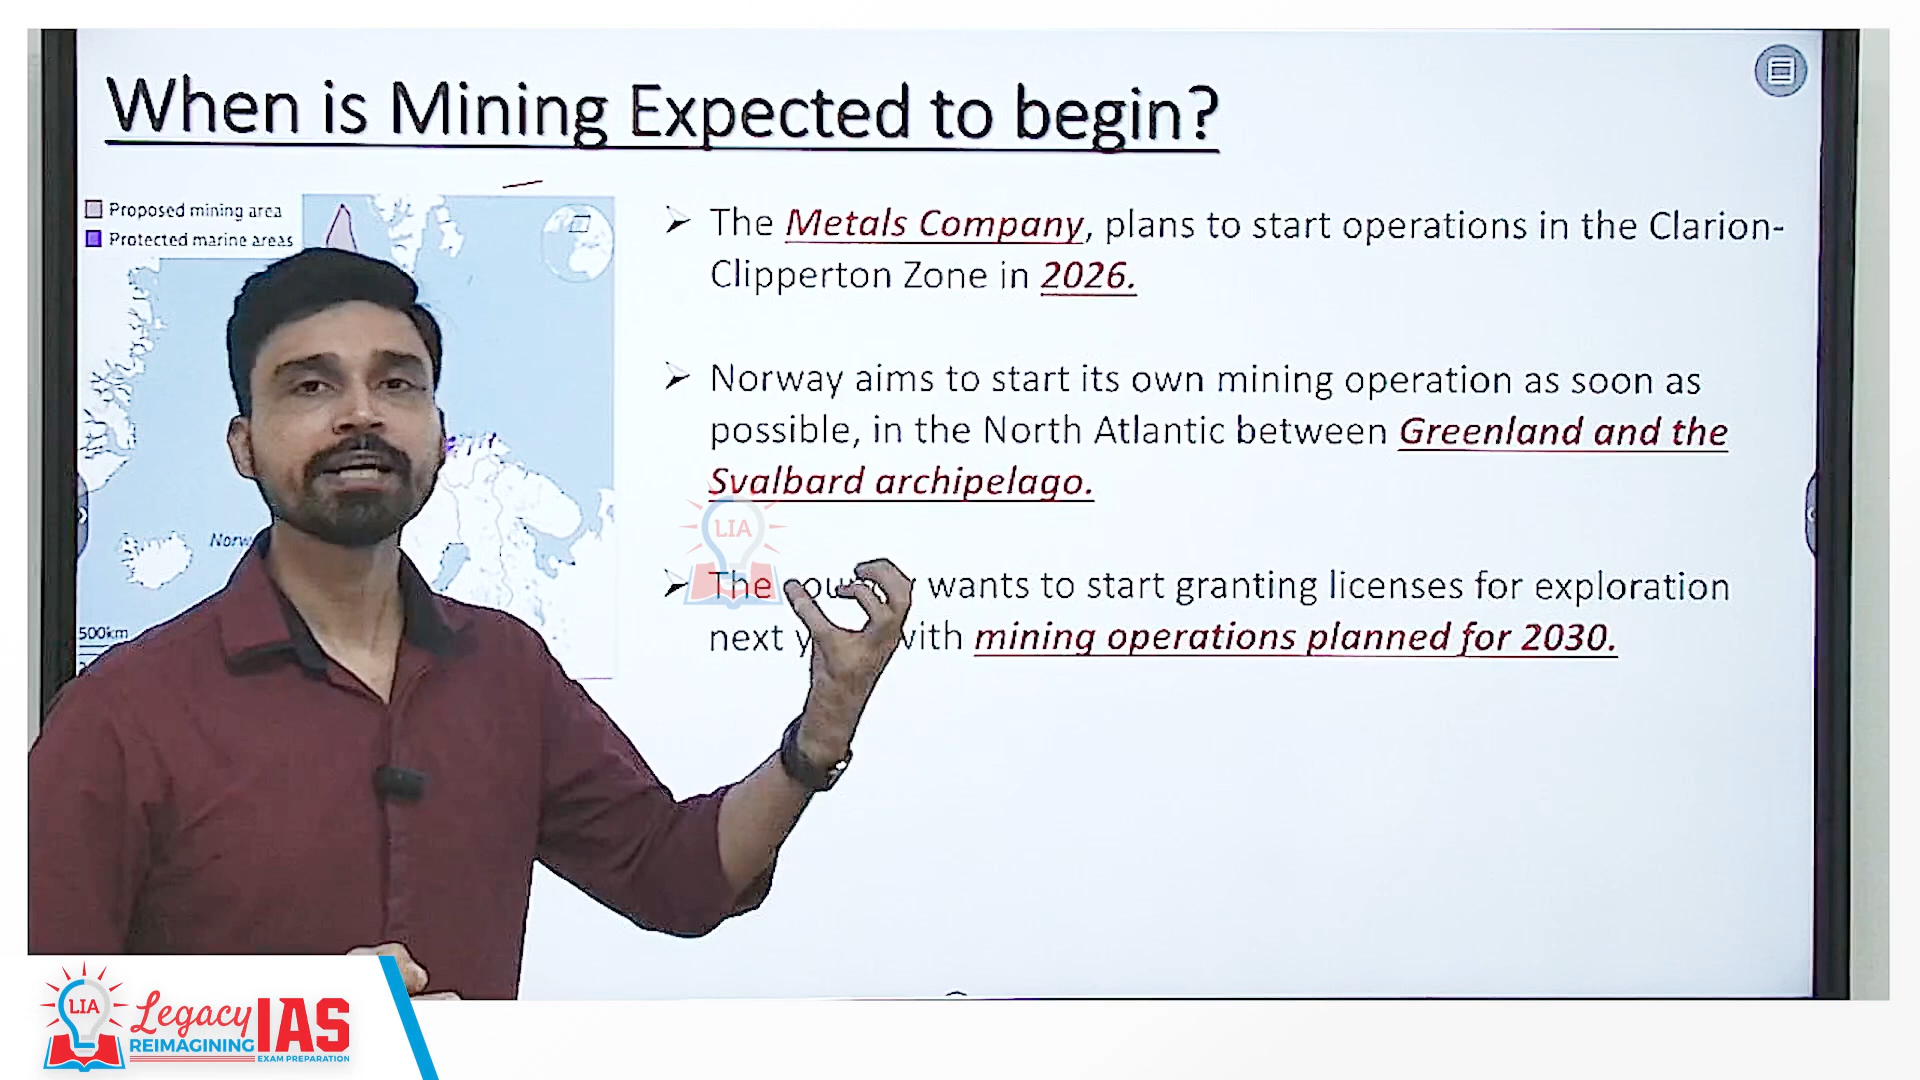 When is Mining Expected to begin?
Proposed mining area
Protected marine areas
500km
➢ The Metals Company, plans to start operations in the Clarion-
Clipperton Zone in 2026.
➢ Norway aims to start its own mining operation as soon as
possible, in the North Atlantic between Greenland and the
Svalbard archipelago.
LIA
➢ The wants to start granting licenses for exploration
next with mining operations planned for 2030.
LIA
Legacy IAS
REIMAGINING
EXAM PREPARATION